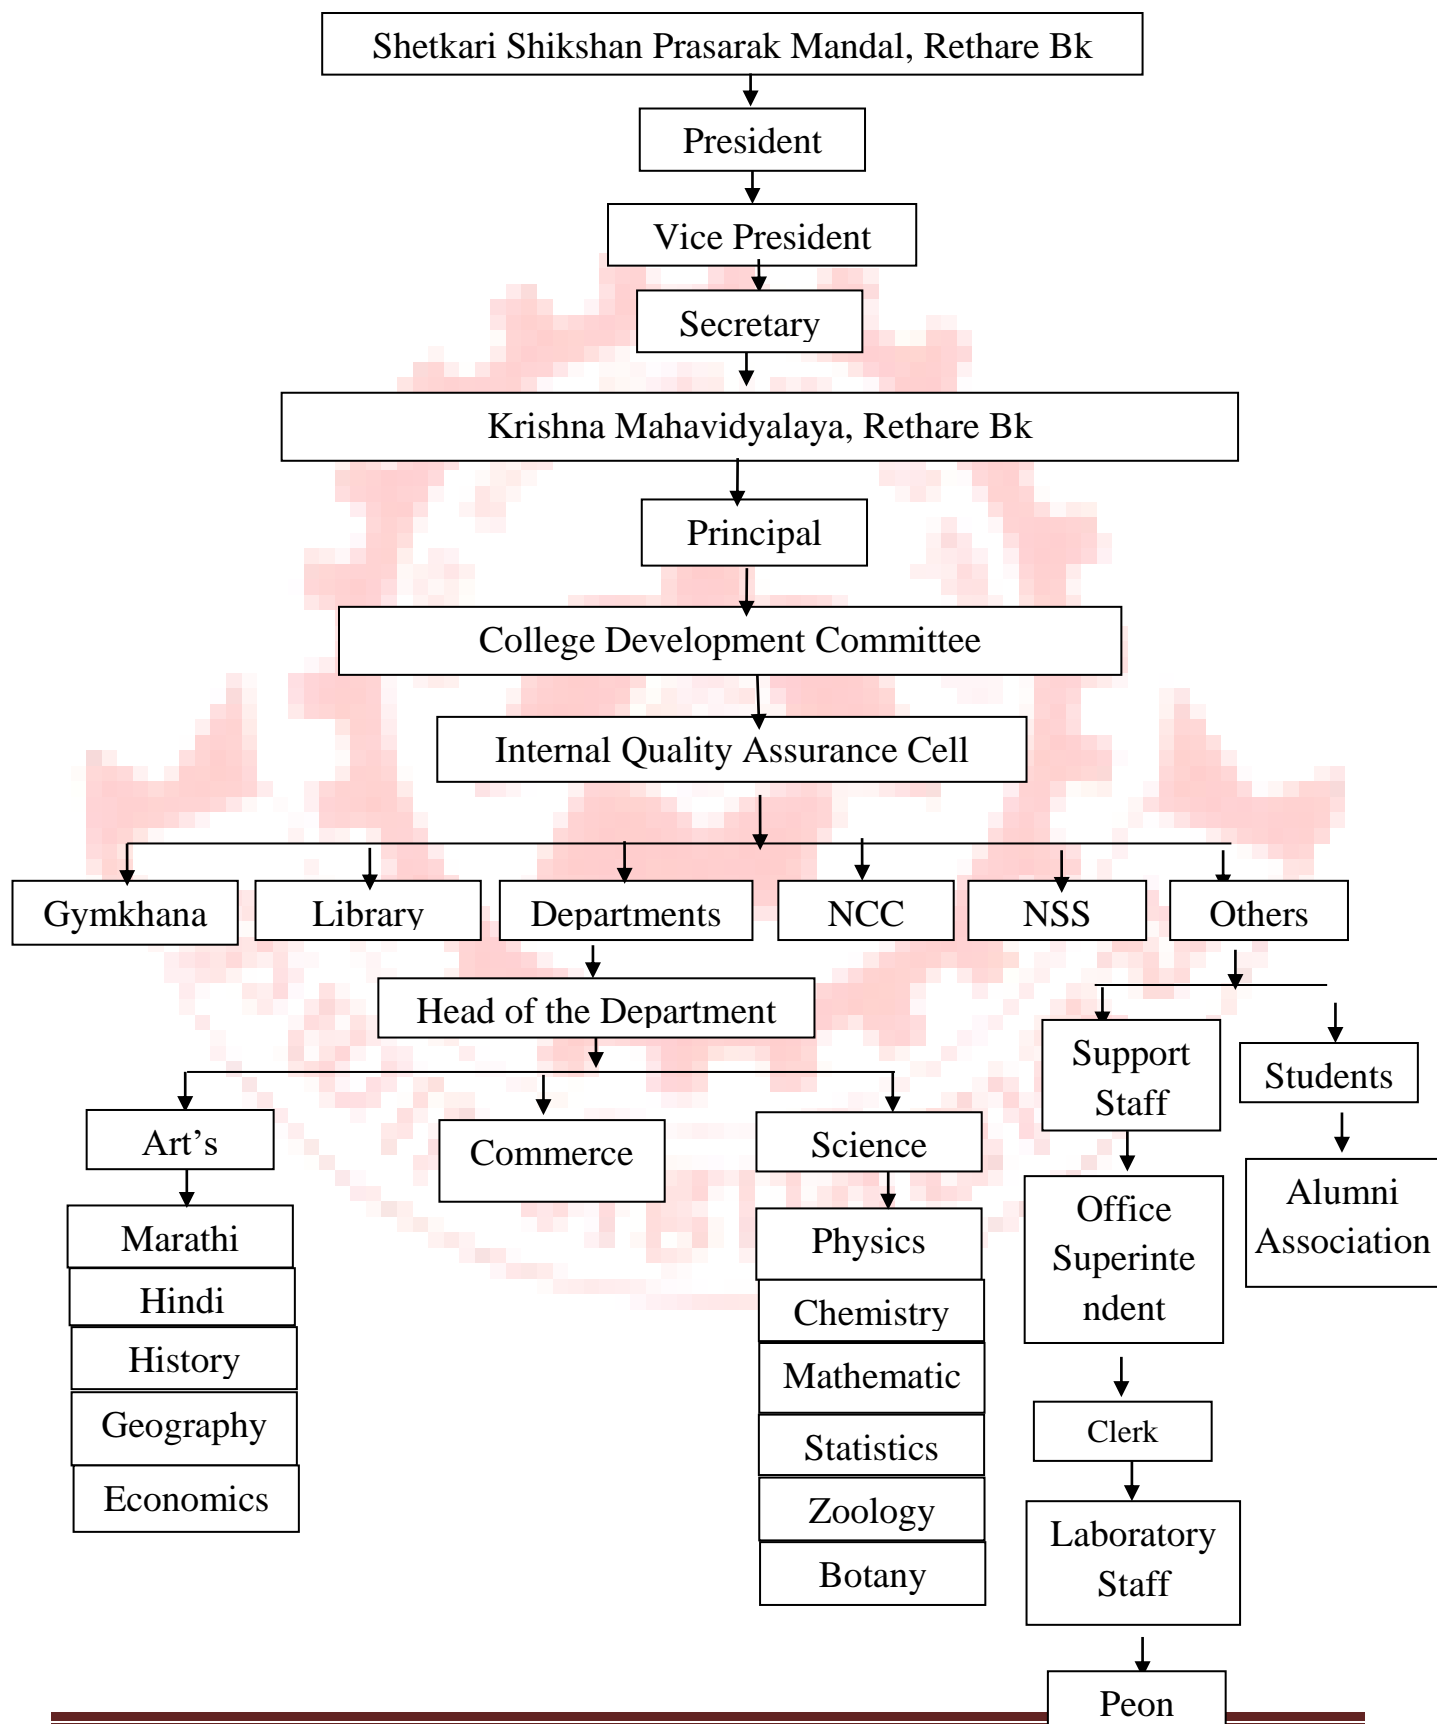 Shetkari Shikshan Prasarak Mandal, Rethare Bk
President
Vice President
Secretary
Krishna Mahavidyalaya, Rethare Bk
Principal
College Development Committee
Internal Quality Assurance Cell
Gymkhana
Library
Departments
NCC
NSS
Others
Head of the Department
Support
Staff
Students
Art's
Commerce
Science
Office
Superinte
ndent
Alumni
Association
Marathi
Hindi
History
Geography
Economics
Physics
Chemistry
Mathematic
Statistics
Zoology
Botany
Clerk
Laboratory
Staff
Peon